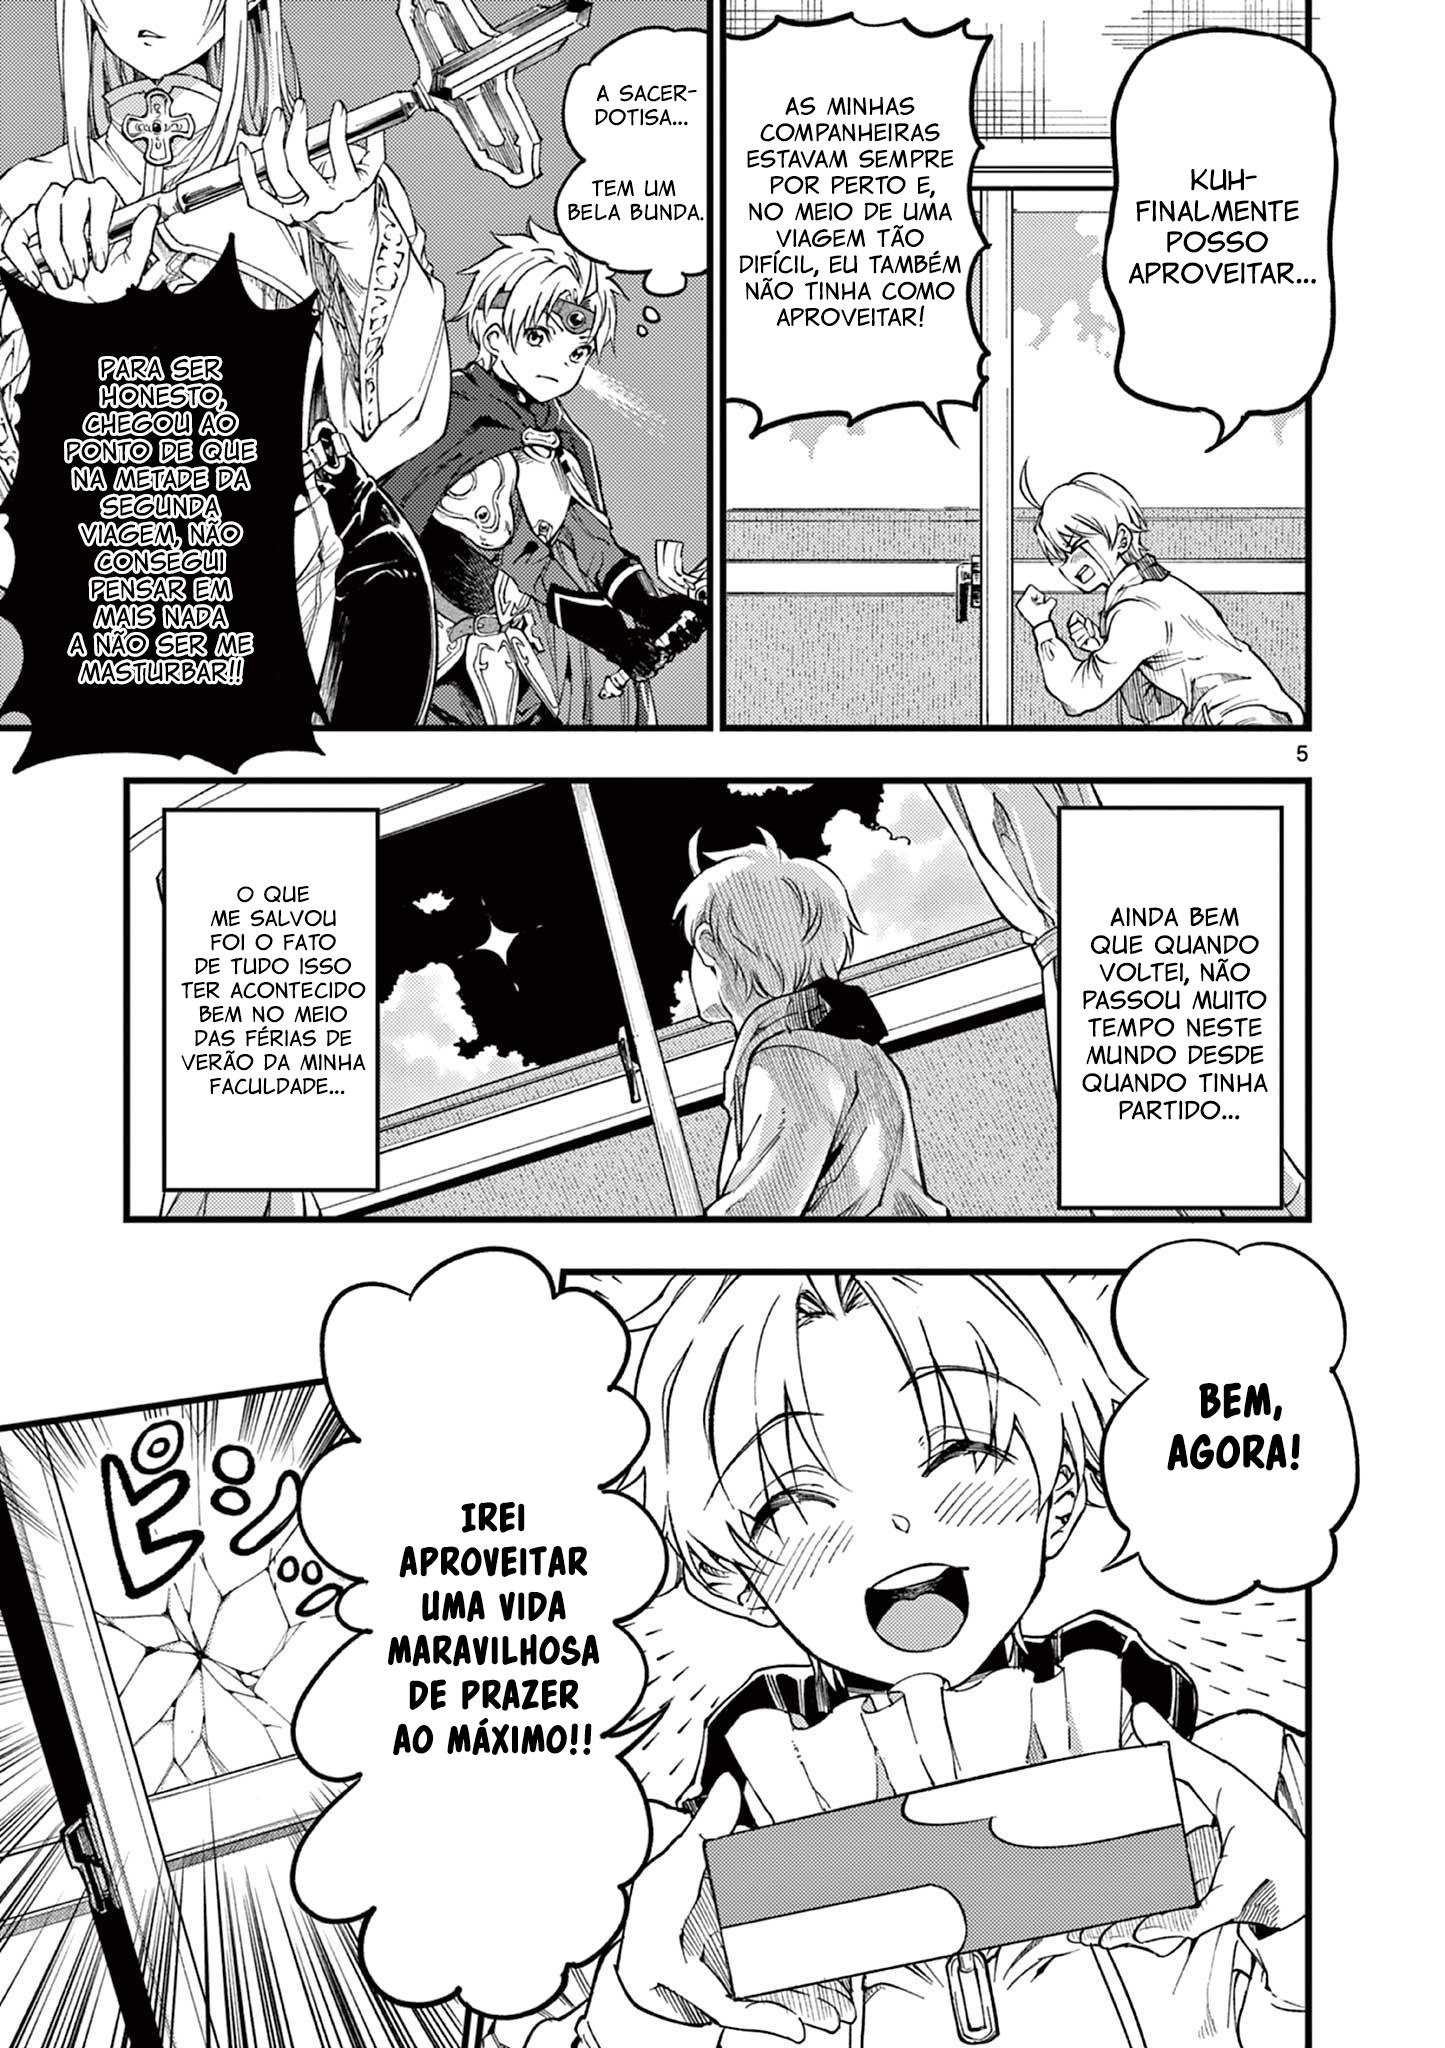 KUH-
FINALMENTE
POSSO
APROVEITAR...
AS MINHAS
COMPANHEIRAS
ESTAVAM SEMPRE
POR PERTO E,
NO MEIO DE UMA
VIAGEM TÃO
DIFÍCIL, EU TAMBÉM
NÃO TINHA COMO
APROVEITAR!
A SACER-
DOTISA...
TEM UM
BELA BUNDA.
PARA SER
HONESTO,
CHEGOU AO
PONTO DE QUE
NA METADE DA
SEGUNDA
VIAGEM, NÃO
CONSEGUI
PENSAR EM
MAIS NADA
A NÃO SER ME
MASTURBAR!!
5
AINDA BEM
QUE QUANDO
VOLTEI, NÃO
PASSOU MUITO
TEMPO NESTE
MUNDO DESDE
QUANDO TINHA
PARTIDO...
O QUE
ME SALVOU
FOI O FATO
DE TUDO ISSO
TER ACONTECIDO
BEM NO MEIO
DAS FÉRIAS DE
VERÃO DA MINHA
FACULDADE...
BEM,
AGORA!
IREI
APROVEITAR
UMA VIDA
MARAVILHOSA
DE PRAZER
AO MÁXIMO!!
ピシッ